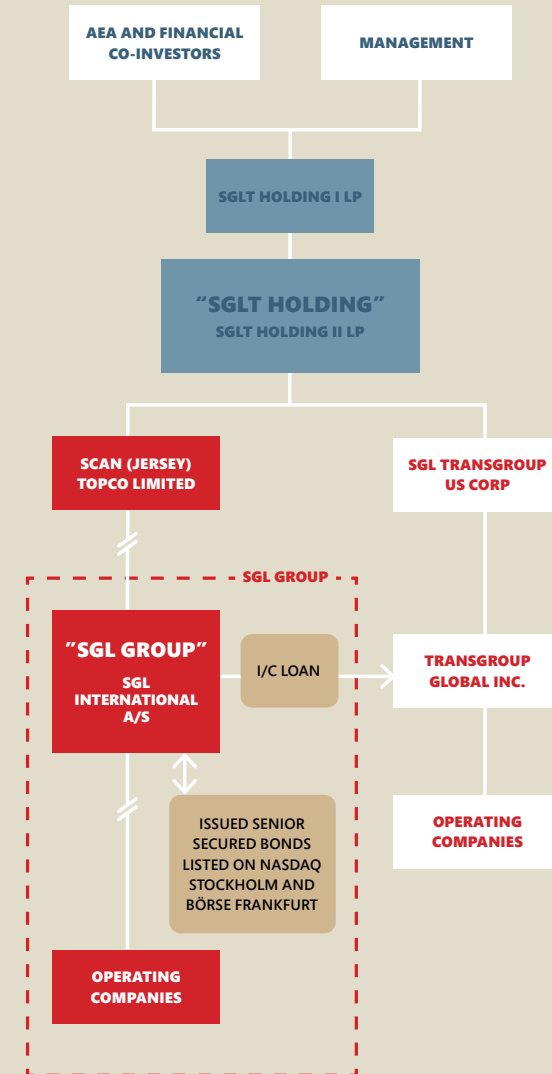 AEA AND FINANCIAL
CO-INVESTORS
MANAGEMENT
SGLT HOLDING I LP
“SGLT HOLDING”
SGLT HOLDING II LP
SCAN (JERSEY)
TOPCO LIMITED
SGL TRANSGROUP
US CORP
SGL GROUP
”SGL GROUP”
SGL
INTERNATIONAL
A/S
I/C LOAN
TRANSGROUP
GLOBAL INC.
ISSUED SENIOR
SECURED BONDS
LISTED ON NASDAQ
STOCKHOLM AND
BÖRSE FRANKFURT
OPERATING
COMPANIES
OPERATING
COMPANIES